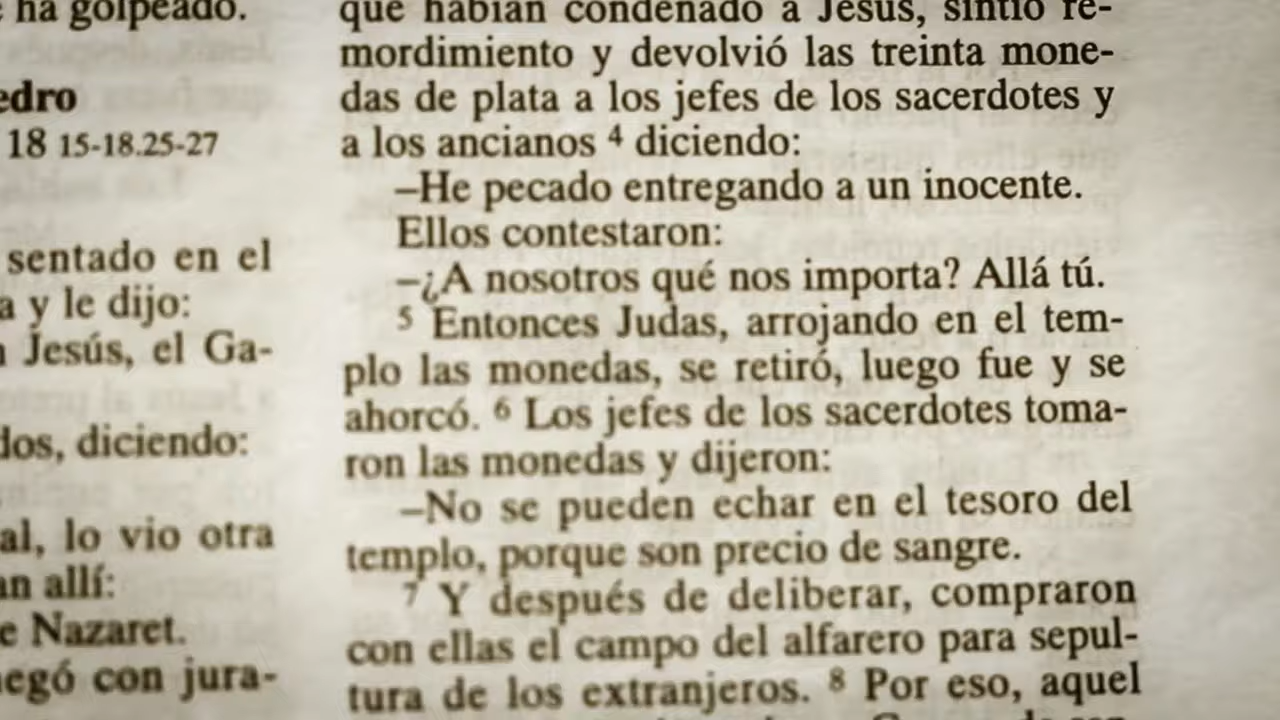 ha golpeado.
edro
18 15-18.25-27
sentado en el
a y le dijo:
Jesús, el Ga-
dos, diciendo:
al, lo vio otra
an allí:
e Nazaret.
negó con jura-
que habían condenado a Jesús, sintió re-
mordimiento y devolvió las treinta mone-
das de plata a los jefes de los sacerdotes y
a los ancianos 4 diciendo:
–He pecado entregando a un inocente.
Ellos contestaron:
–¿A nosotros qué nos importa? Allá tú.
5 Entonces Judas, arrojando en el tem-
plo las monedas, se retiró, luego fue y se
ahorcó. 6 Los jefes de los sacerdotes toma-
ron las monedas y dijeron:
–No se pueden echar en el tesoro del
templo, porque son precio de sangre.
7 Y después de deliberar, compraron
con ellas el campo del alfarero para sepul-
tura de los extranjeros. 8 Por eso, aquel